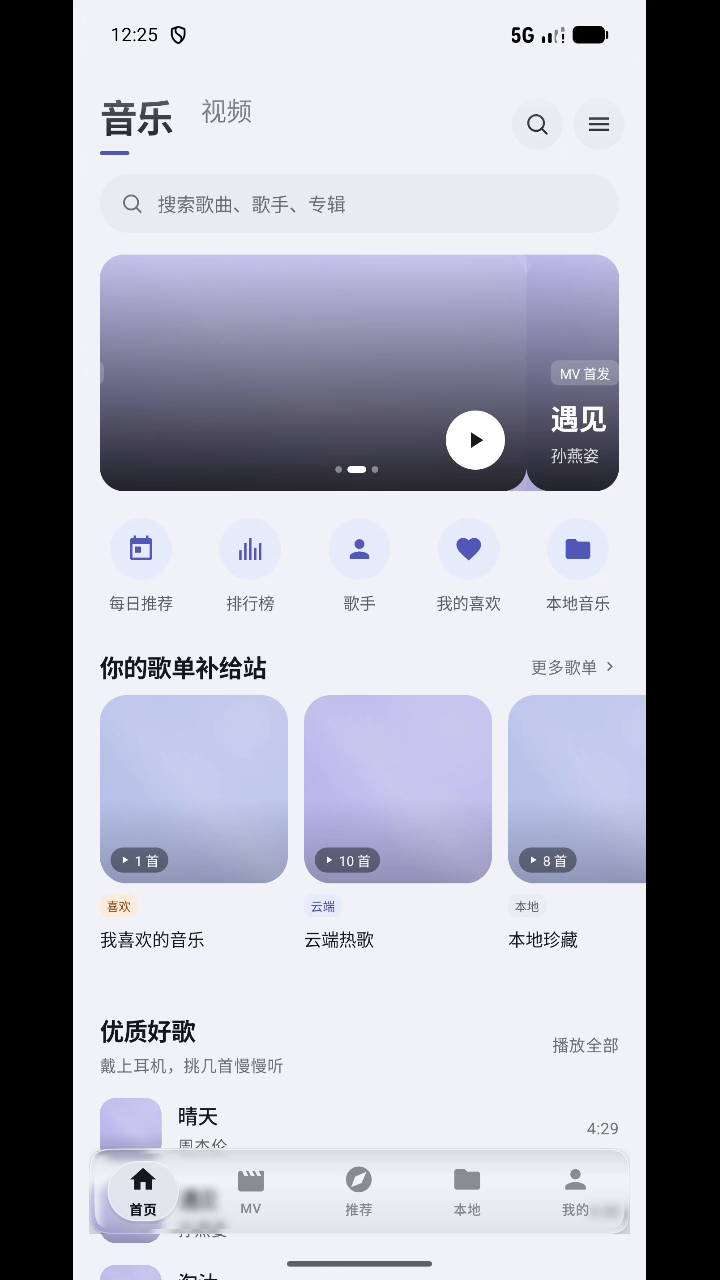 12:25
5G
音乐
视频
搜索歌曲、歌手、专辑
MV 首发
遇见
孙燕姿
每日推荐
排行榜
歌手
我的喜欢
本地音乐
你的歌单补给站
更多歌单
1 首
10 首
8 首
喜欢
云端
本地
我喜欢的音乐
云端热歌
本地珍藏
优质好歌
戴上耳机，挑几首慢慢听
播放全部
晴天
4:29
周杰伦
首页
MV
推荐
本地
我的